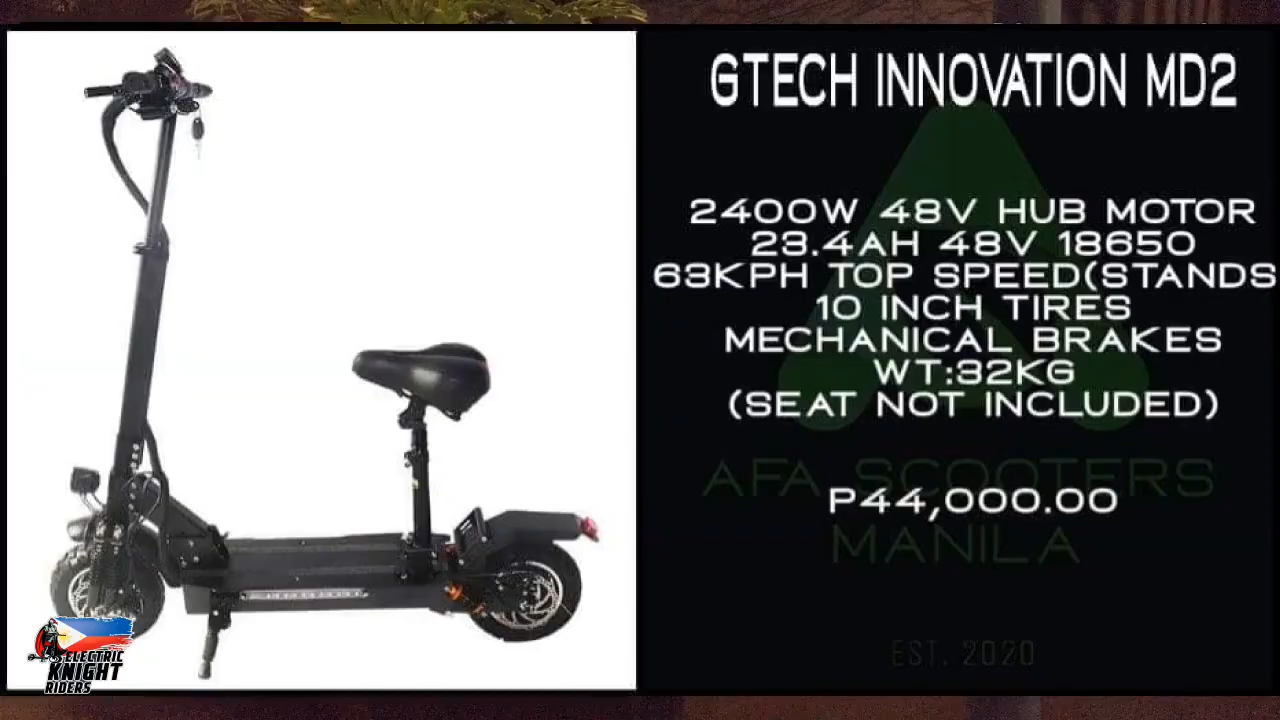 GTECH INNOVATION MD2
2400W 48V HUB MOTOR
23.4AH 48V 18650
63KPH TOP SPEED(STANDS
10 INCH TIRES
MECHANICAL BRAKES
WT:32KG
(SEAT NOT INCLUDED)
AFA SCOOTERS
P44,000.00
MANILA
EST. 2020
ELECTRIC
KNIGHT
RIDERS